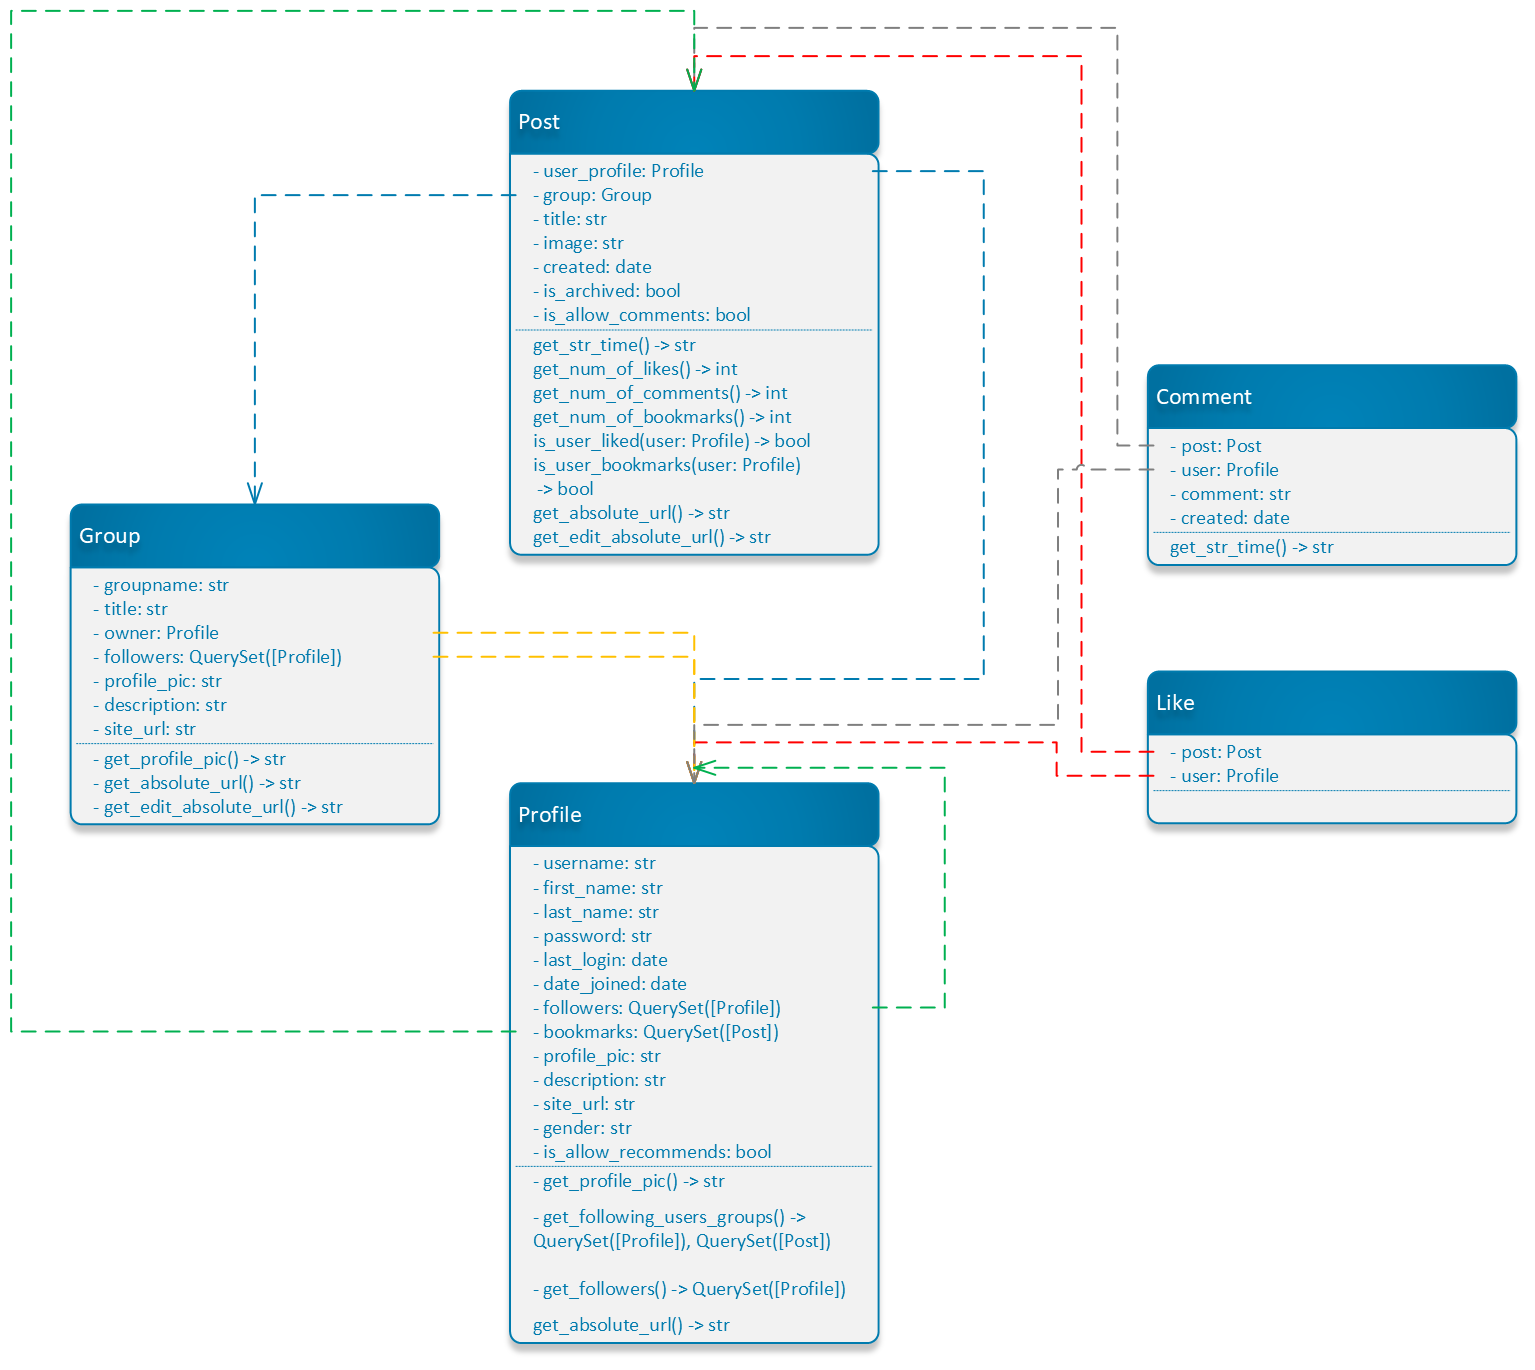 Post
- user_profile: Profile
- group: Group
- title: str
- image: str
- created: date
- is_archived: bool
- is_allow_comments: bool
get_str_time() -> str
get_num_of_likes() -> int
get_num_of_comments() -> int
get_num_of_bookmarks() -> int
is_user_liked(user: Profile) -> bool
is_user_bookmarks(user: Profile)
-> bool
get_absolute_url() -> str
get_edit_absolute_url() -> str
Comment
- post: Post
- user: Profile
- comment: str
- created: date
get_str_time() -> str
Group
- groupname: str
- title: str
- owner: Profile
- followers: QuerySet([Profile])
- profile_pic: str
- description: str
- site_url: str
- get_profile_pic() -> str
- get_absolute_url() -> str
- get_edit_absolute_url() -> str
Like
- post: Post
- user: Profile
Profile
- username: str
- first_name: str
- last_name: str
- password: str
- last_login: date
- date_joined: date
- followers: QuerySet([Profile])
- bookmarks: QuerySet([Post])
- profile_pic: str
- description: str
- site_url: str
- gender: str
- is_allow_recommends: bool
- get_profile_pic() -> str
- get_following_users_groups() ->
QuerySet([Profile]), QuerySet([Post])
- get_followers() -> QuerySet([Profile])
get_absolute_url() -> str